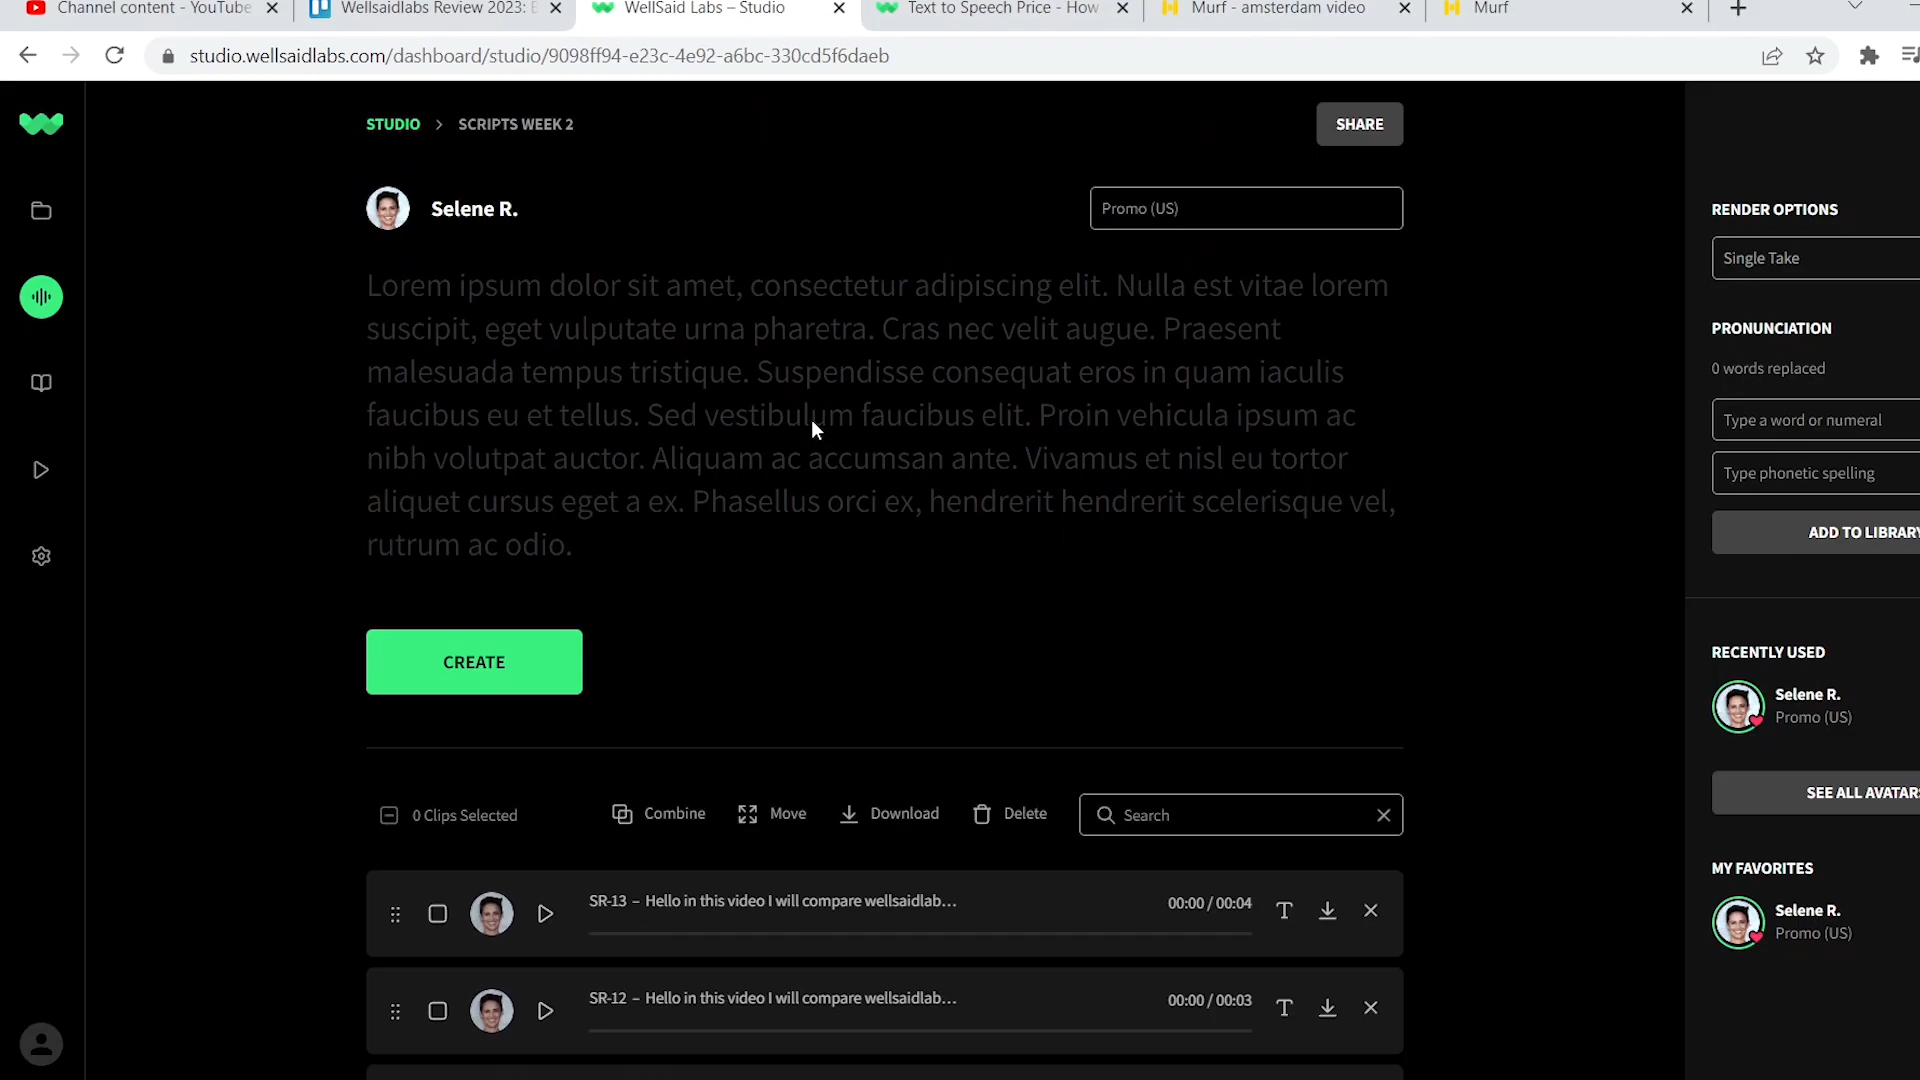 Channel content - YouTube
Wellsaidlabs Review 2023:
WellSaid Labs – Studio
Text to Speech Price - How
Murf - amsterdam video
Murf
studio.wellsaidlabs.com/dashboard/studio/9098ff94-e23c-4e92-a6bc-330cd5f6daeb
STUDIO > SCRIPTS WEEK 2
SHARE
Selene R.
Promo (US)
Lorem ipsum dolor sit amet, consectetur adipiscing elit. Nulla est vitae lorem
suscipit, eget vulputate urna pharetra. Cras nec velit augue. Praesent
malesuada tempus tristique. Suspendisse consequat eros in quam iaculis
faucibus eu et tellus. Sed vestibulum faucibus elit. Proin vehicula ipsum ac
nibh volutpat auctor. Aliquam ac accumsan ante. Vivamus et nisl eu tortor
aliquet cursus eget a ex. Phasellus orci ex, hendrerit hendrerit scelerisque vel,
rutrum ac odio.
CREATE
0 Clips Selected
Combine
Move
Download
Delete
Search
SR-13 – Hello in this video I will compare wellsaidlab...
00:00 / 00:04
SR-12 – Hello in this video I will compare wellsaidlab...
00:00 / 00:03
RENDER OPTIONS
Single Take
PRONUNCIATION
0 words replaced
Type a word or numeral
Type phonetic spelling
ADD TO LIBRARY
RECENTLY USED
Selene R.
Promo (US)
SEE ALL AVATARS
MY FAVORITES
Selene R.
Promo (US)